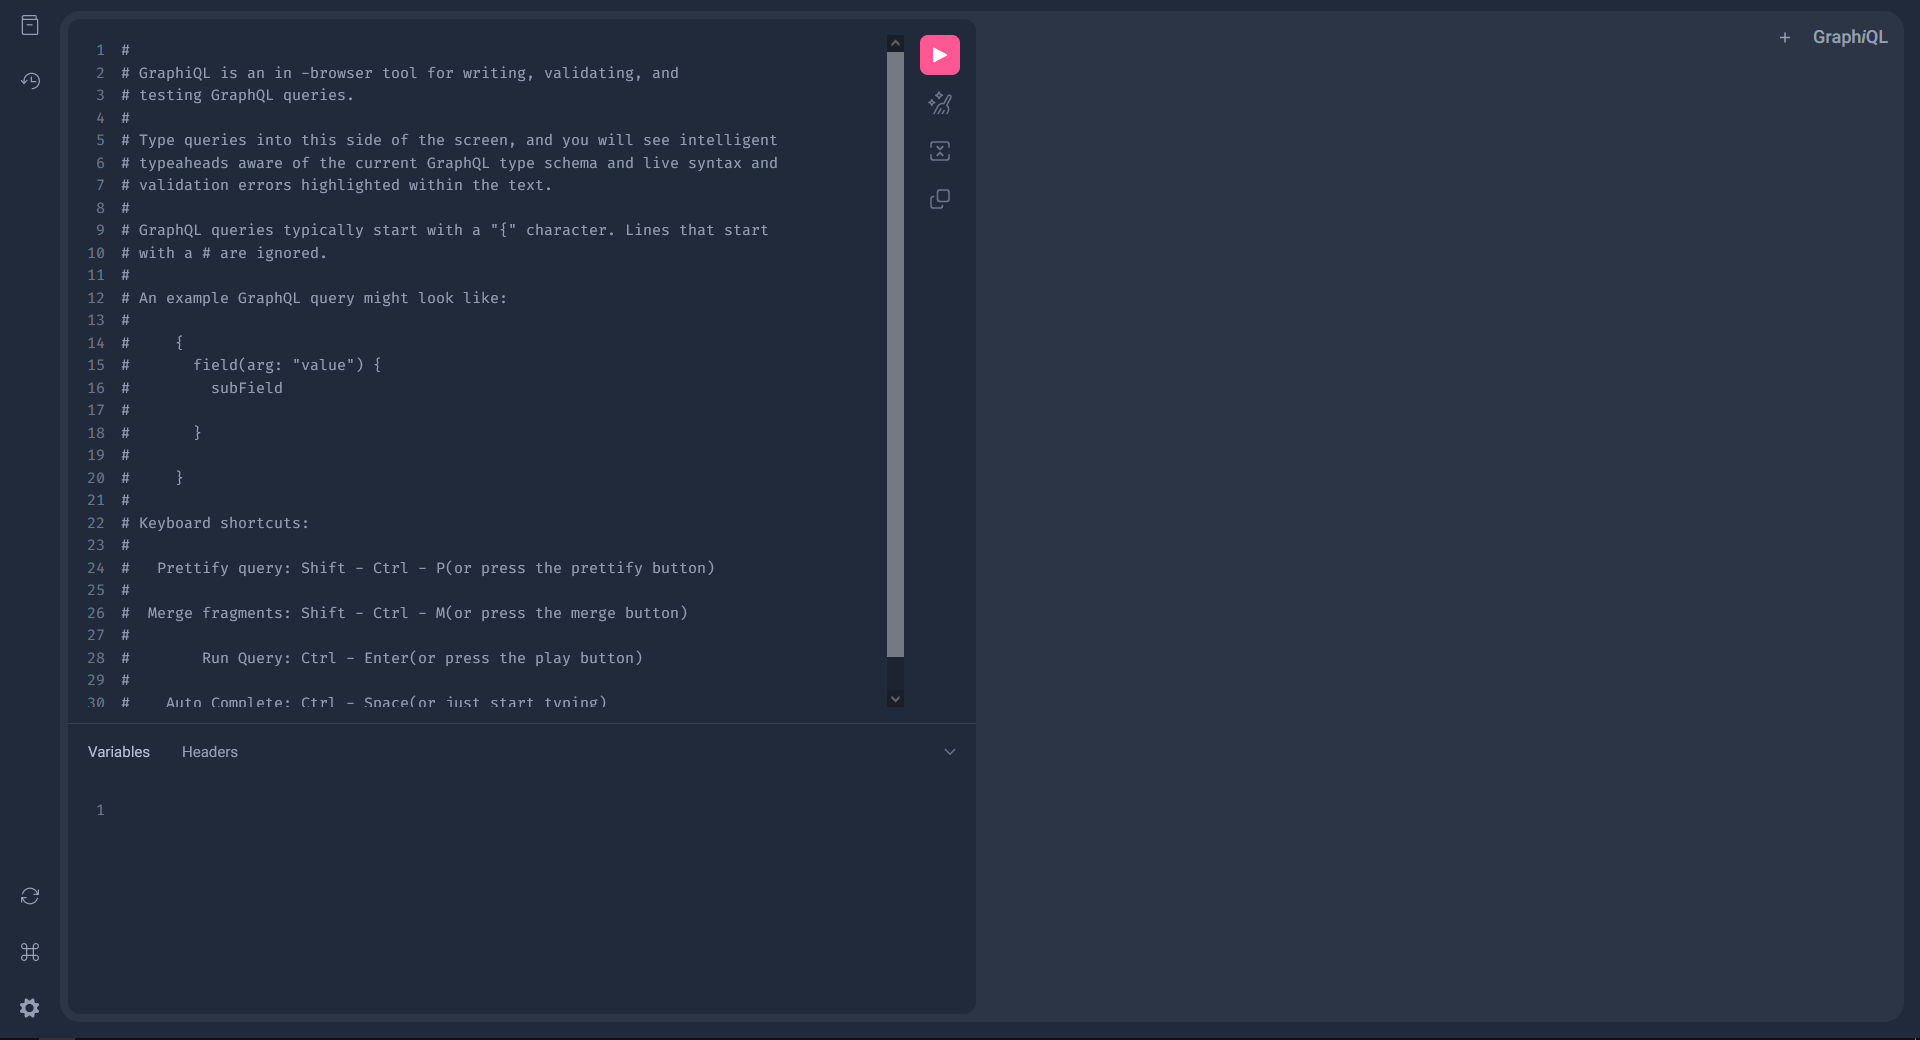 + GraphiQL
1 #
2 # GraphiQL is an in -browser tool for writing, validating, and
3 # testing GraphQL queries.
4 #
5 # Type queries into this side of the screen, and you will see intelligent
6 # typeaheads aware of the current GraphQL type schema and live syntax and
7 # validation errors highlighted within the text.
8 #
9 # GraphQL queries typically start with a "{" character. Lines that start
10 # with a # are ignored.
11 #
12 # An example GraphQL query might look like:
13 #
14 #     {
15 #       field(arg: "value") {
16 #         subField
17 #
18 #       }
19 #
20 #     }
21 #
22 # Keyboard shortcuts:
23 #
24 #   Prettify query: Shift - Ctrl - P(or press the prettify button)
25 #
26 #  Merge fragments: Shift - Ctrl - M(or press the merge button)
27 #
28 #        Run Query: Ctrl - Enter(or press the play button)
29 #
30 #    Auto Complete: Ctrl - Space(or just start typing)
Variables Headers
1